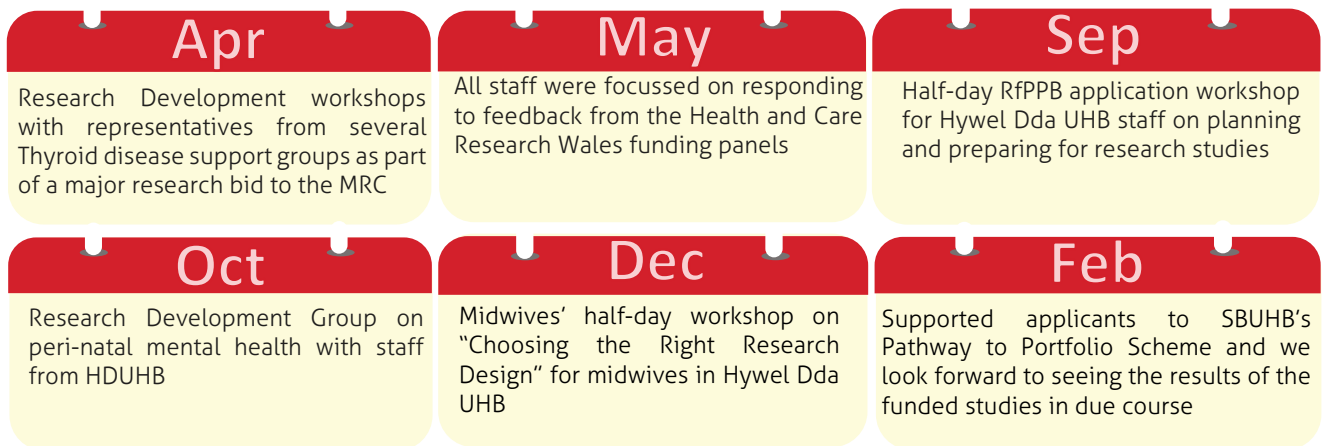 Apr
Research Development workshops
with representatives from several
Thyroid disease support groups as part
of a major research bid to the MRC
May
All staff were focussed on responding
to feedback from the Health and Care
Research Wales funding panels
Sep
Half-day RfPPB application workshop
for Hywel Dda UHB staff on planning
and preparing for research studies
Oct
Research Development Group on
peri-natal mental health with staff
from HDUHB
Dec
Midwives’ half-day workshop on
“Choosing the Right Research
Design” for midwives in Hywel Dda
UHB
Feb
Supported applicants to SBUHB’s
Pathway to Portfolio Scheme and we
look forward to seeing the results of the
funded studies in due course